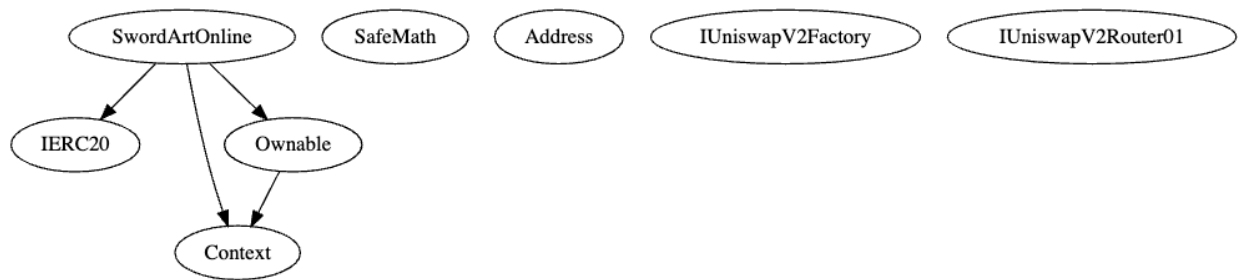 SwordArtOnline
SafeMath
Address
IUniswapV2Factory
IUniswapV2Router01
IERC20
Ownable
Context